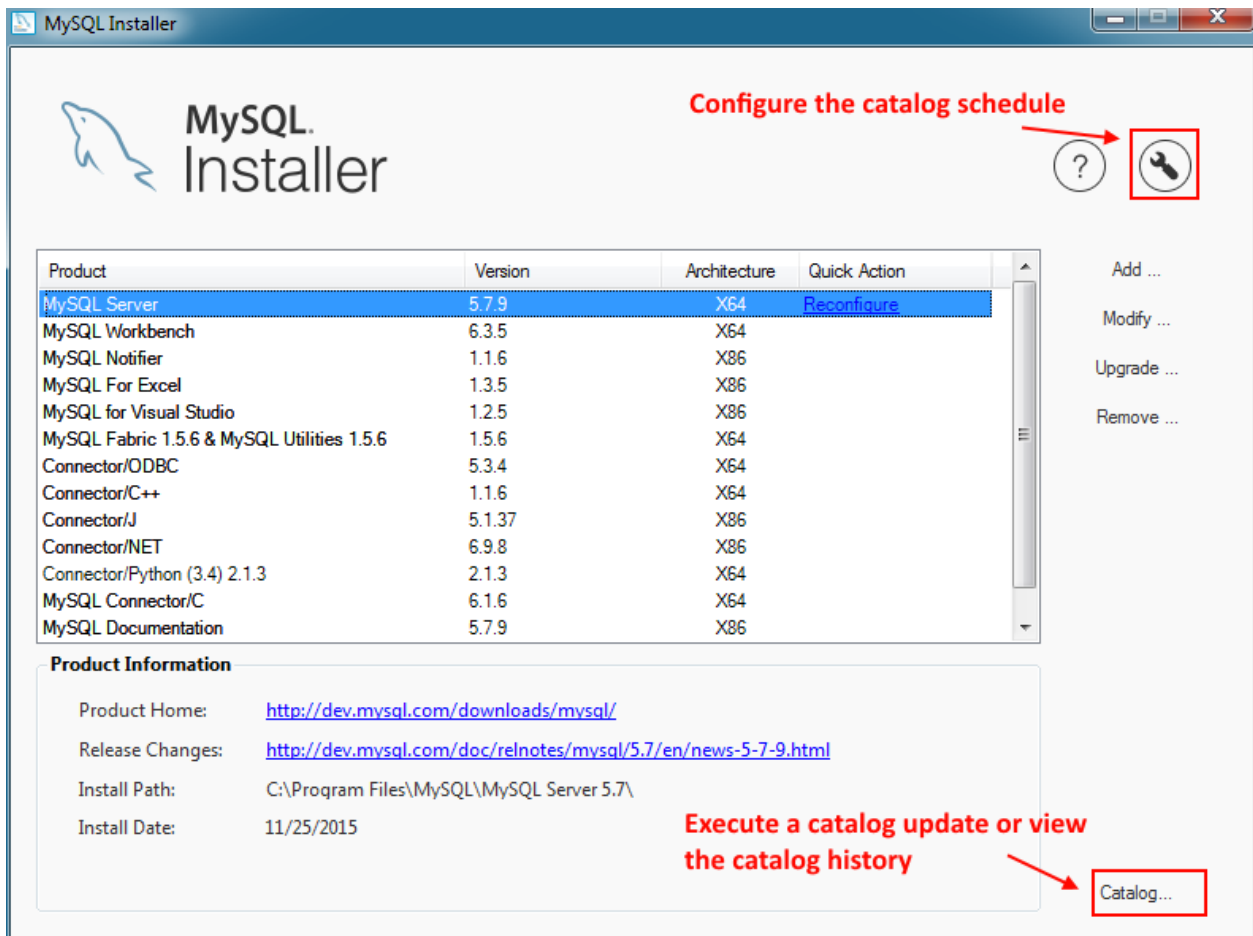 MySQL Installer
Configure the catalog schedule
MySQL.
Installer
?
Product Version Architecture Quick Action
MySQL Server 5.7.9 X64 Reconfigure
MySQL Workbench 6.3.5 X64
MySQL Notifier 1.1.6 X86
MySQL For Excel 1.3.5 X86
MySQL for Visual Studio 1.2.5 X86
MySQL Fabric 1.5.6 & MySQL Utilities 1.5.6 1.5.6 X64
Connector/ODBC 5.3.4 X64
Connector/C++ 1.1.6 X64
Connector/J 5.1.37 X86
Connector/NET 6.9.8 X86
Connector/Python (3.4) 2.1.3 2.1.3 X64
MySQL Connector/C 6.1.6 X64
MySQL Documentation 5.7.9 X86
Add ...
Modify ...
Upgrade ...
Remove ...
Product Information
Product Home: http://dev.mysql.com/downloads/mysql/
Release Changes: http://dev.mysql.com/doc/relnotes/mysql/5.7/en/news-5-7-9.html
Install Path: C:\Program Files\MySQL\MySQL Server 5.7\
Install Date: 11/25/2015
Execute a catalog update or view
the catalog history
Catalog...